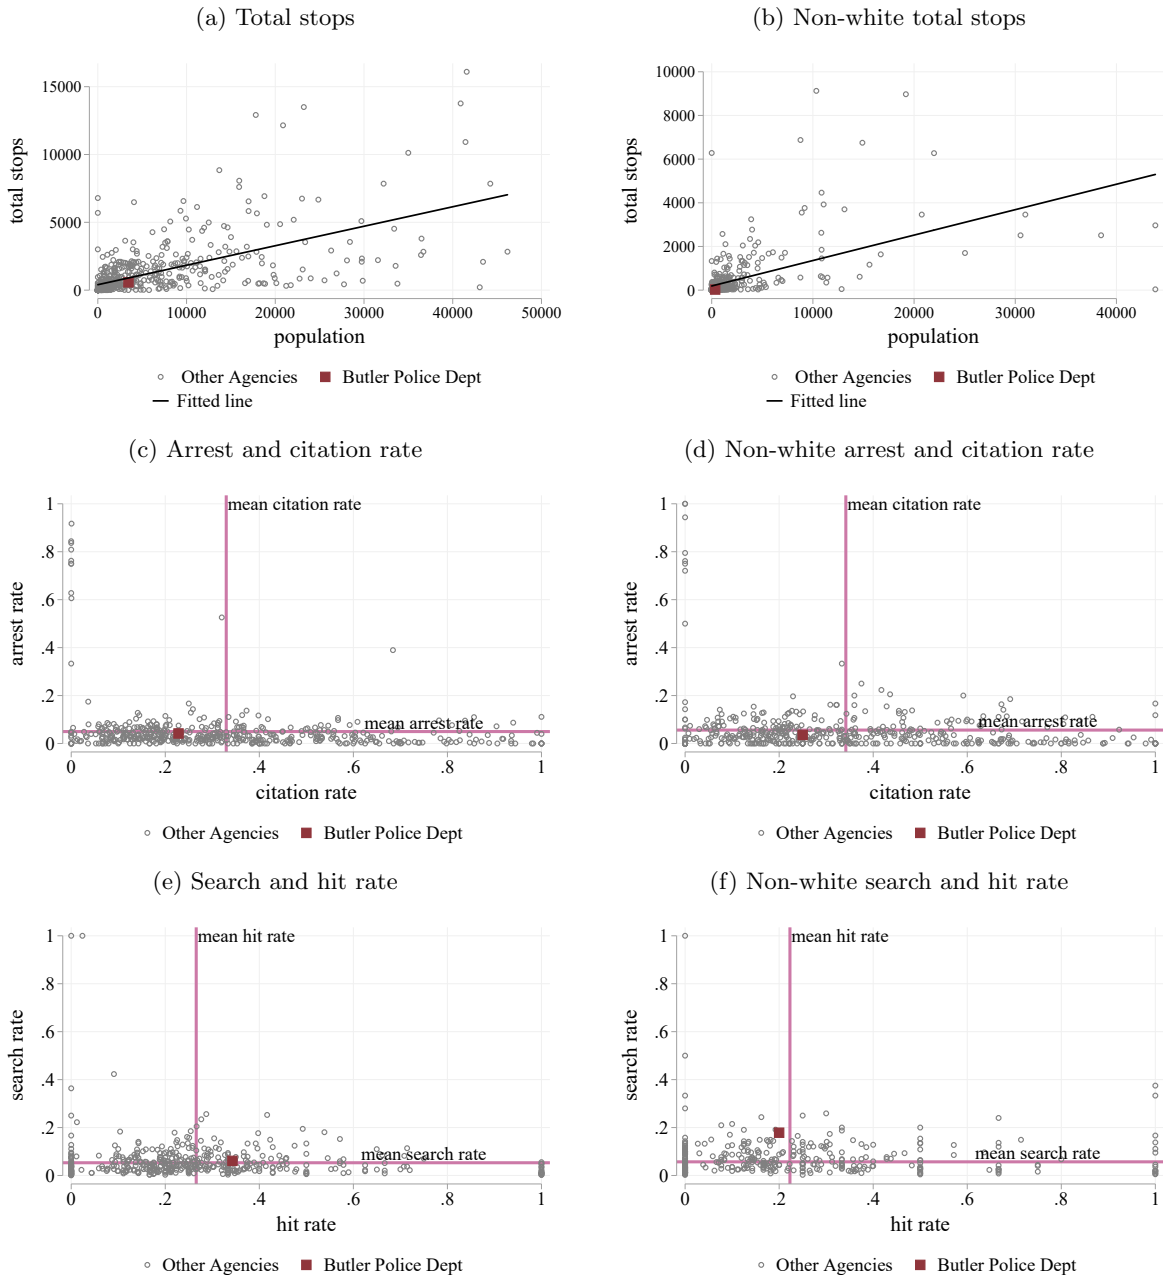 (a) Total stops
(b) Non-white total stops
total stops
15000
10000
5000
0
0 10000 20000 30000 40000 50000
population
Other Agencies Butler Police Dept
Fitted line
total stops
10000
8000
6000
4000
2000
0
0 10000 20000 30000 40000
population
Other Agencies Butler Police Dept
Fitted line
(c) Arrest and citation rate
(d) Non-white arrest and citation rate
arrest rate
1
.8
.6
.4
.2
0
mean citation rate
mean arrest rate
0 .2 .4 .6 .8 1
citation rate
Other Agencies Butler Police Dept
arrest rate
1
.8
.6
.4
.2
0
mean citation rate
mean arrest rate
0 .2 .4 .6 .8 1
citation rate
Other Agencies Butler Police Dept
(e) Search and hit rate
(f) Non-white search and hit rate
search rate
1
.8
.6
.4
.2
0
mean hit rate
mean search rate
0 .2 .4 .6 .8 1
hit rate
Other Agencies Butler Police Dept
search rate
1
.8
.6
.4
.2
0
mean hit rate
mean search rate
0 .2 .4 .6 .8 1
hit rate
Other Agencies Butler Police Dept